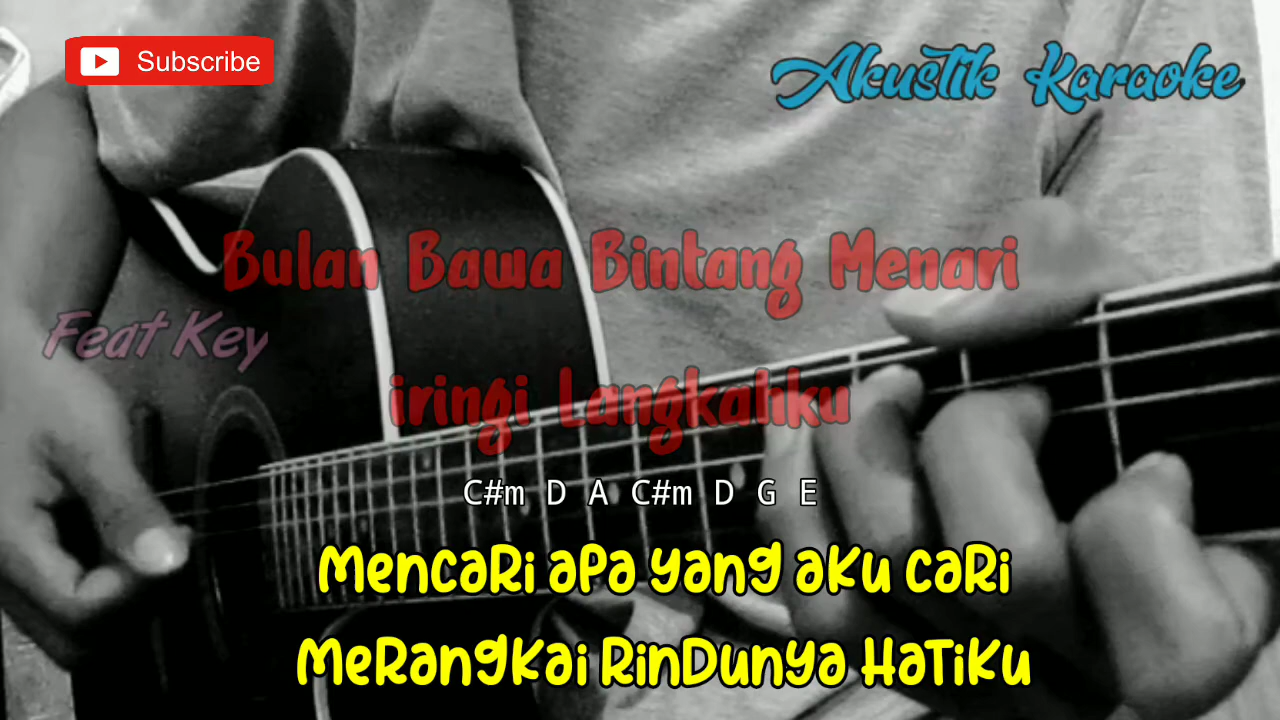 Subscribe
Akustik Karaoke
Bulan Bawa Bintang Menari
Feat Key
iringi Langkahku
C#m D A C#m D G E
Mencari apa yang aku cari
Merangkai Rindunya Hatiku